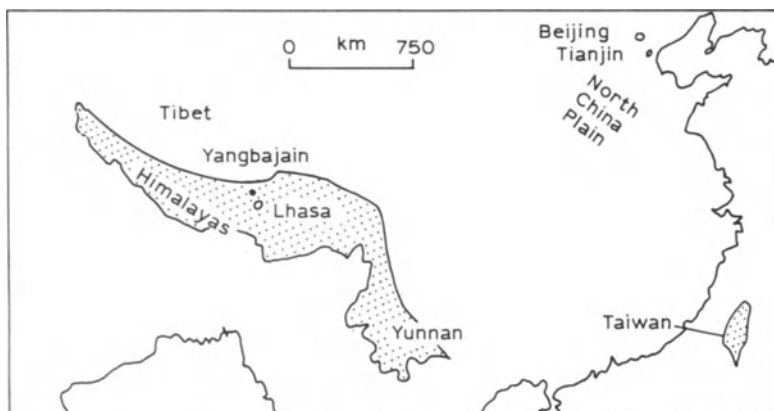 0 km 750
Beijing
Tianjin
North
China
Plain
Tibet
Yangbajain
Himalayas
Lhasa
Yunnan
Taiwan